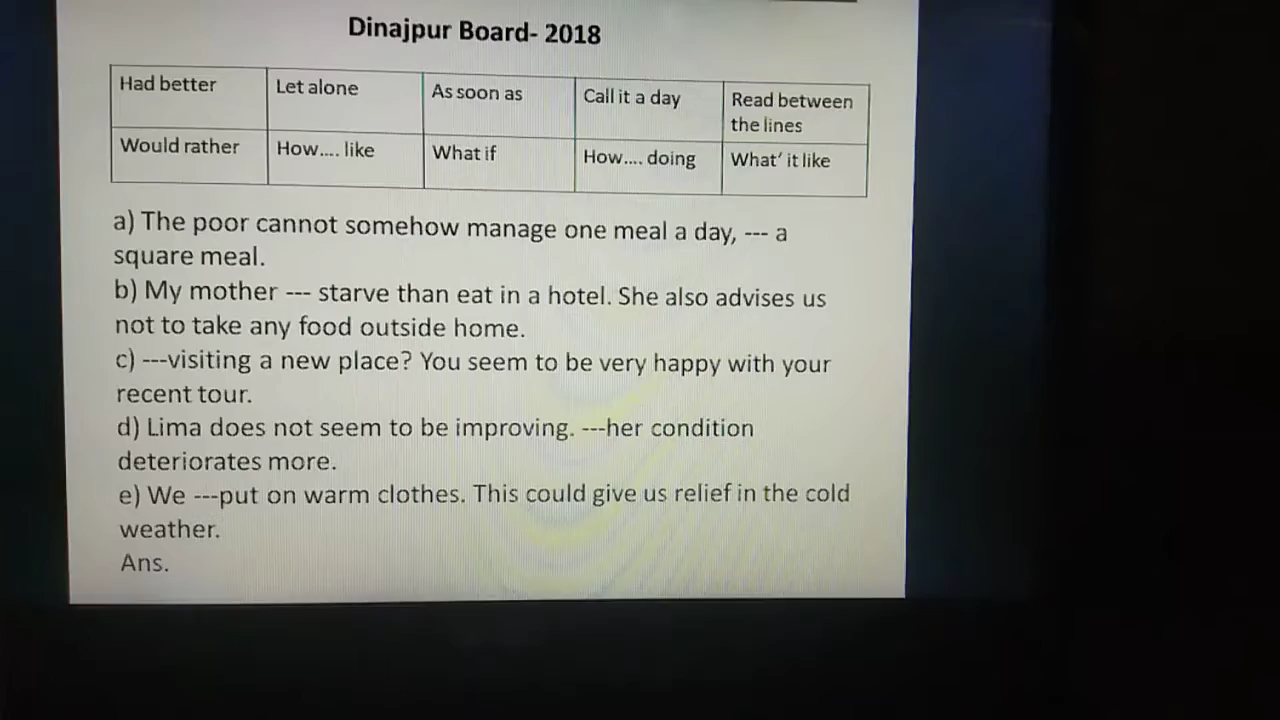 Dinajpur Board- 2018
Had better
Let alone
As soon as
Call it a day
Read between
the lines
Would rather
How.... like
What if
How.... doing
What' it like
a) The poor cannot somehow manage one meal a day, --- a
square meal.
b) My mother --- starve than eat in a hotel. She also advises us
not to take any food outside home.
c) ---visiting a new place? You seem to be very happy with your
recent tour.
d) Lima does not seem to be improving. ---her condition
deteriorates more.
e) We ---put on warm clothes. This could give us relief in the cold
weather.
Ans.